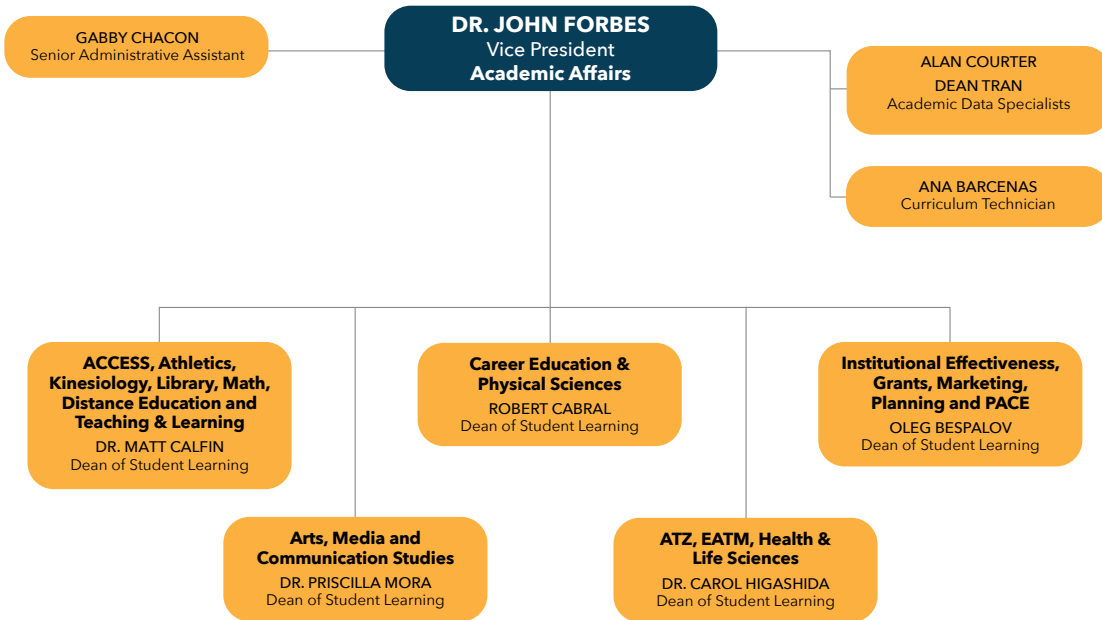 GABBY CHACON
Senior Administrative Assistant
DR. JOHN FORBES
Vice President
Academic Affairs
ALAN COURTER
DEAN TRAN
Academic Data Specialists
ANA BARCENAS
Curriculum Technician
ACCESS, Athletics,
Kinesiology, Library, Math,
Distance Education and
Teaching & Learning
DR. MATT CALFIN
Dean of Student Learning
Career Education &
Physical Sciences
ROBERT CABRAL
Dean of Student Learning
Institutional Effectiveness,
Grants, Marketing,
Planning and PACE
OLEG BESPALOV
Dean of Student Learning
Arts, Media and
Communication Studies
DR. PRISCILLA MORA
Dean of Student Learning
ATZ, EATM, Health &
Life Sciences
DR. CAROL HIGASHIDA
Dean of Student Learning